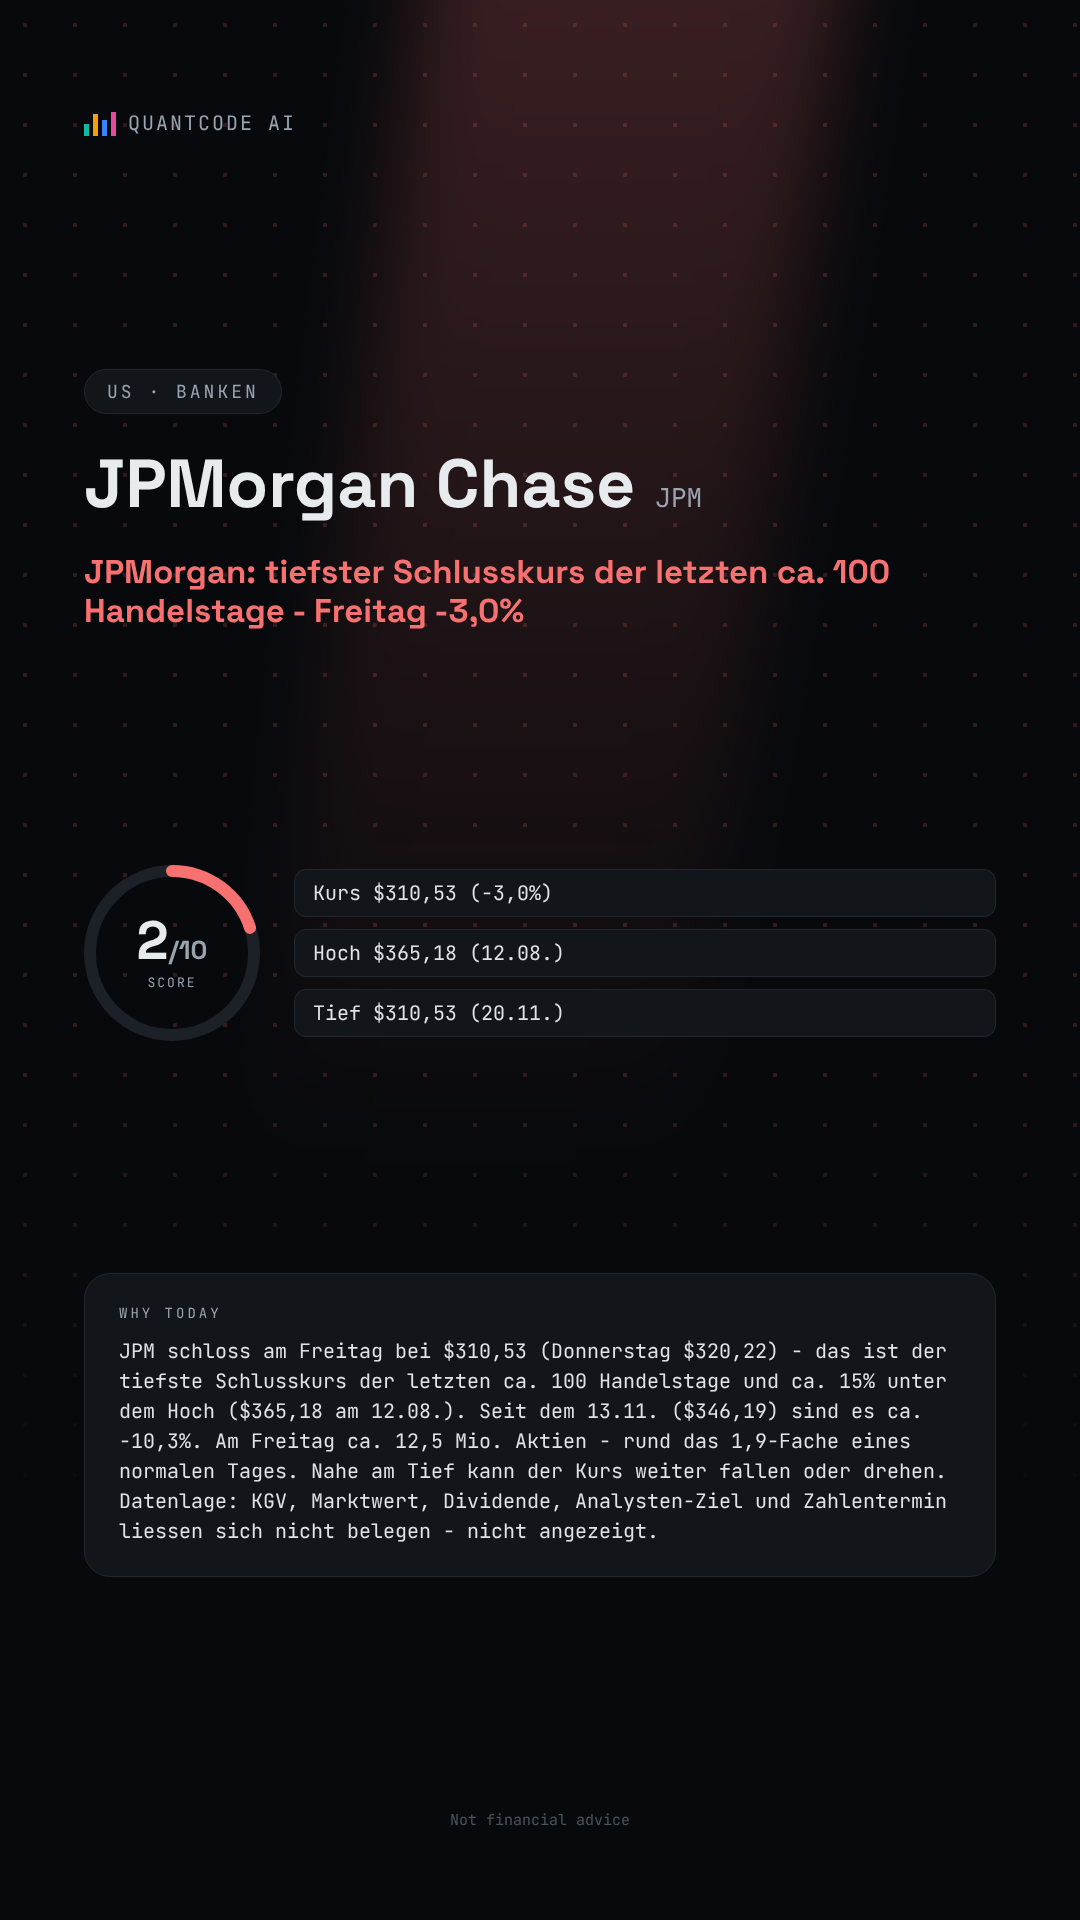 QUANTCODE AI
US · BANKEN
JPMorgan Chase JPM
JPMorgan: tiefster Schlusskurs der letzten ca. 100
Handelstage - Freitag -3,0%
2/10
SCORE
Kurs $310,53 (-3,0%)
Hoch $365,18 (12.08.)
Tief $310,53 (20.11.)
WHY TODAY
JPM schloss am Freitag bei $310,53 (Donnerstag $320,22) - das ist der
tiefste Schlusskurs der letzten ca. 100 Handelstage und ca. 15% unter
dem Hoch ($365,18 am 12.08.). Seit dem 13.11. ($346,19) sind es ca.
-10,3%. Am Freitag ca. 12,5 Mio. Aktien - rund das 1,9-Fache eines
normalen Tages. Nahe am Tief kann der Kurs weiter fallen oder drehen.
Datenlage: KGV, Marktwert, Dividende, Analysten-Ziel und Zahlentermin
liessen sich nicht belegen - nicht angezeigt.
Not financial advice